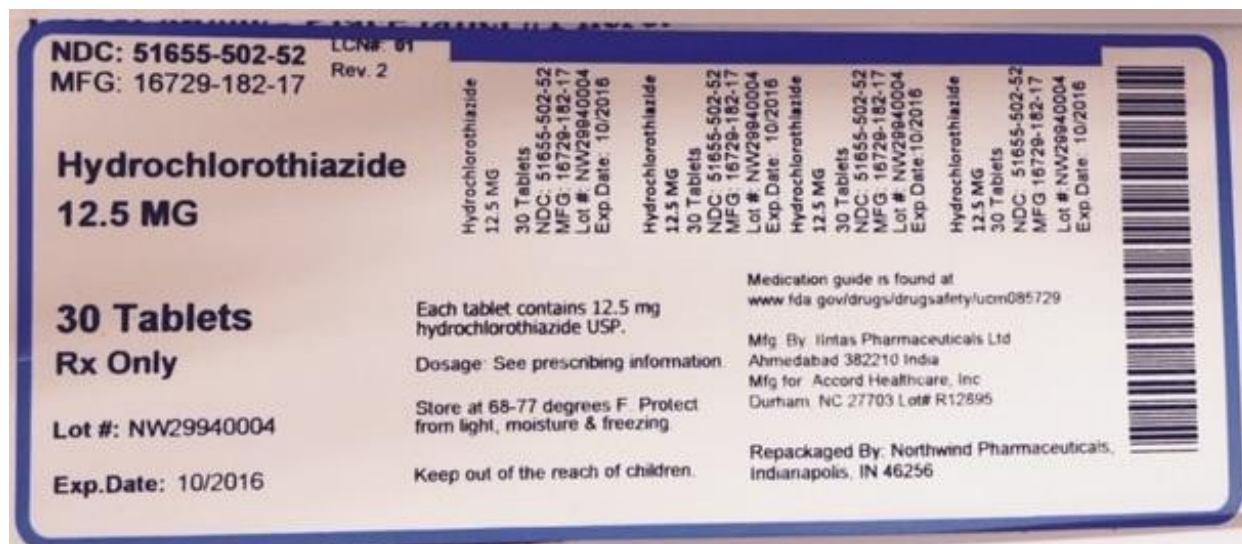 NDC: 51655-502-52
MFG: 16729-182-17
LCN#: 01
Rev. 2
Hydrochlorothiazide
12.5 MG
30 Tablets
Rx Only
Lot #: NW29940004
Exp.Date: 10/2016
Hydrochlorothiazide
12.5 MG
30 Tablets
NDC: 51655-502-52
MFG: 16729-182-17
Lot #: NW29940004
Exp.Date: 10/2016
Hydrochlorothiazide
12.5 MG
30 Tablets
NDC: 51655-502-52
MFG: 16729-182-17
Lot #: NW29940004
Exp.Date: 10/2016
Hydrochlorothiazide
12.5 MG
30 Tablets
NDC: 51655-502-52
MFG: 16729-182-17
Lot #: NW29940004
Exp.Date:10/2016
Hydrochlorothiazide
12.5 MG
30 Tablets
NDC: 51655-502-52
MFG:16729-182-17
Lot #:NW29940004
Exp.Date: 10/2016
Each tablet contains 12.5 mg
hydrochlorothiazide USP.
Dosage: See prescribing information.
Store at 68-77 degrees F. Protect
from light, moisture & freezing
Keep out of the reach of children.
Medication guide is found at
www.fda.gov/drugs/drugsafety/ucm085729
Mfg. By: Pharmaceuticals Ltd
Ahmedabad 382210 India
Mfg for Accord Healthcare, Inc
Durham, NC 27703 Lot# R12895
Repackaged By: Northwind Pharmaceuticals,
Indianapolis, IN 46256